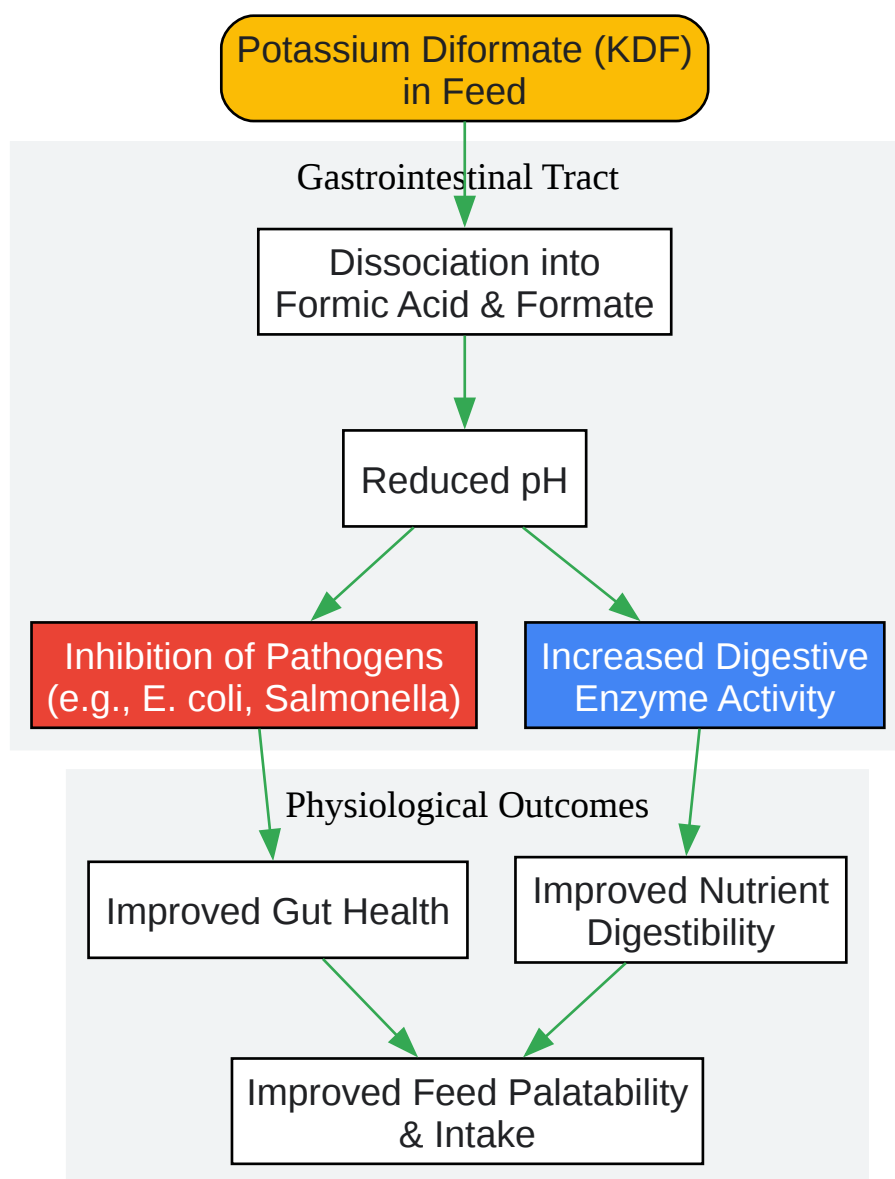 Potassium Diformate (KDF)
in Feed
Gastrointestinal Tract
Dissociation into
Formic Acid & Formate
Reduced pH
Inhibition of Pathogens
(e.g., E. coli, Salmonella)
Increased Digestive
Enzyme Activity
Physiological Outcomes
Improved Gut Health
Improved Nutrient
Digestibility
Improved Feed Palatability
& Intake